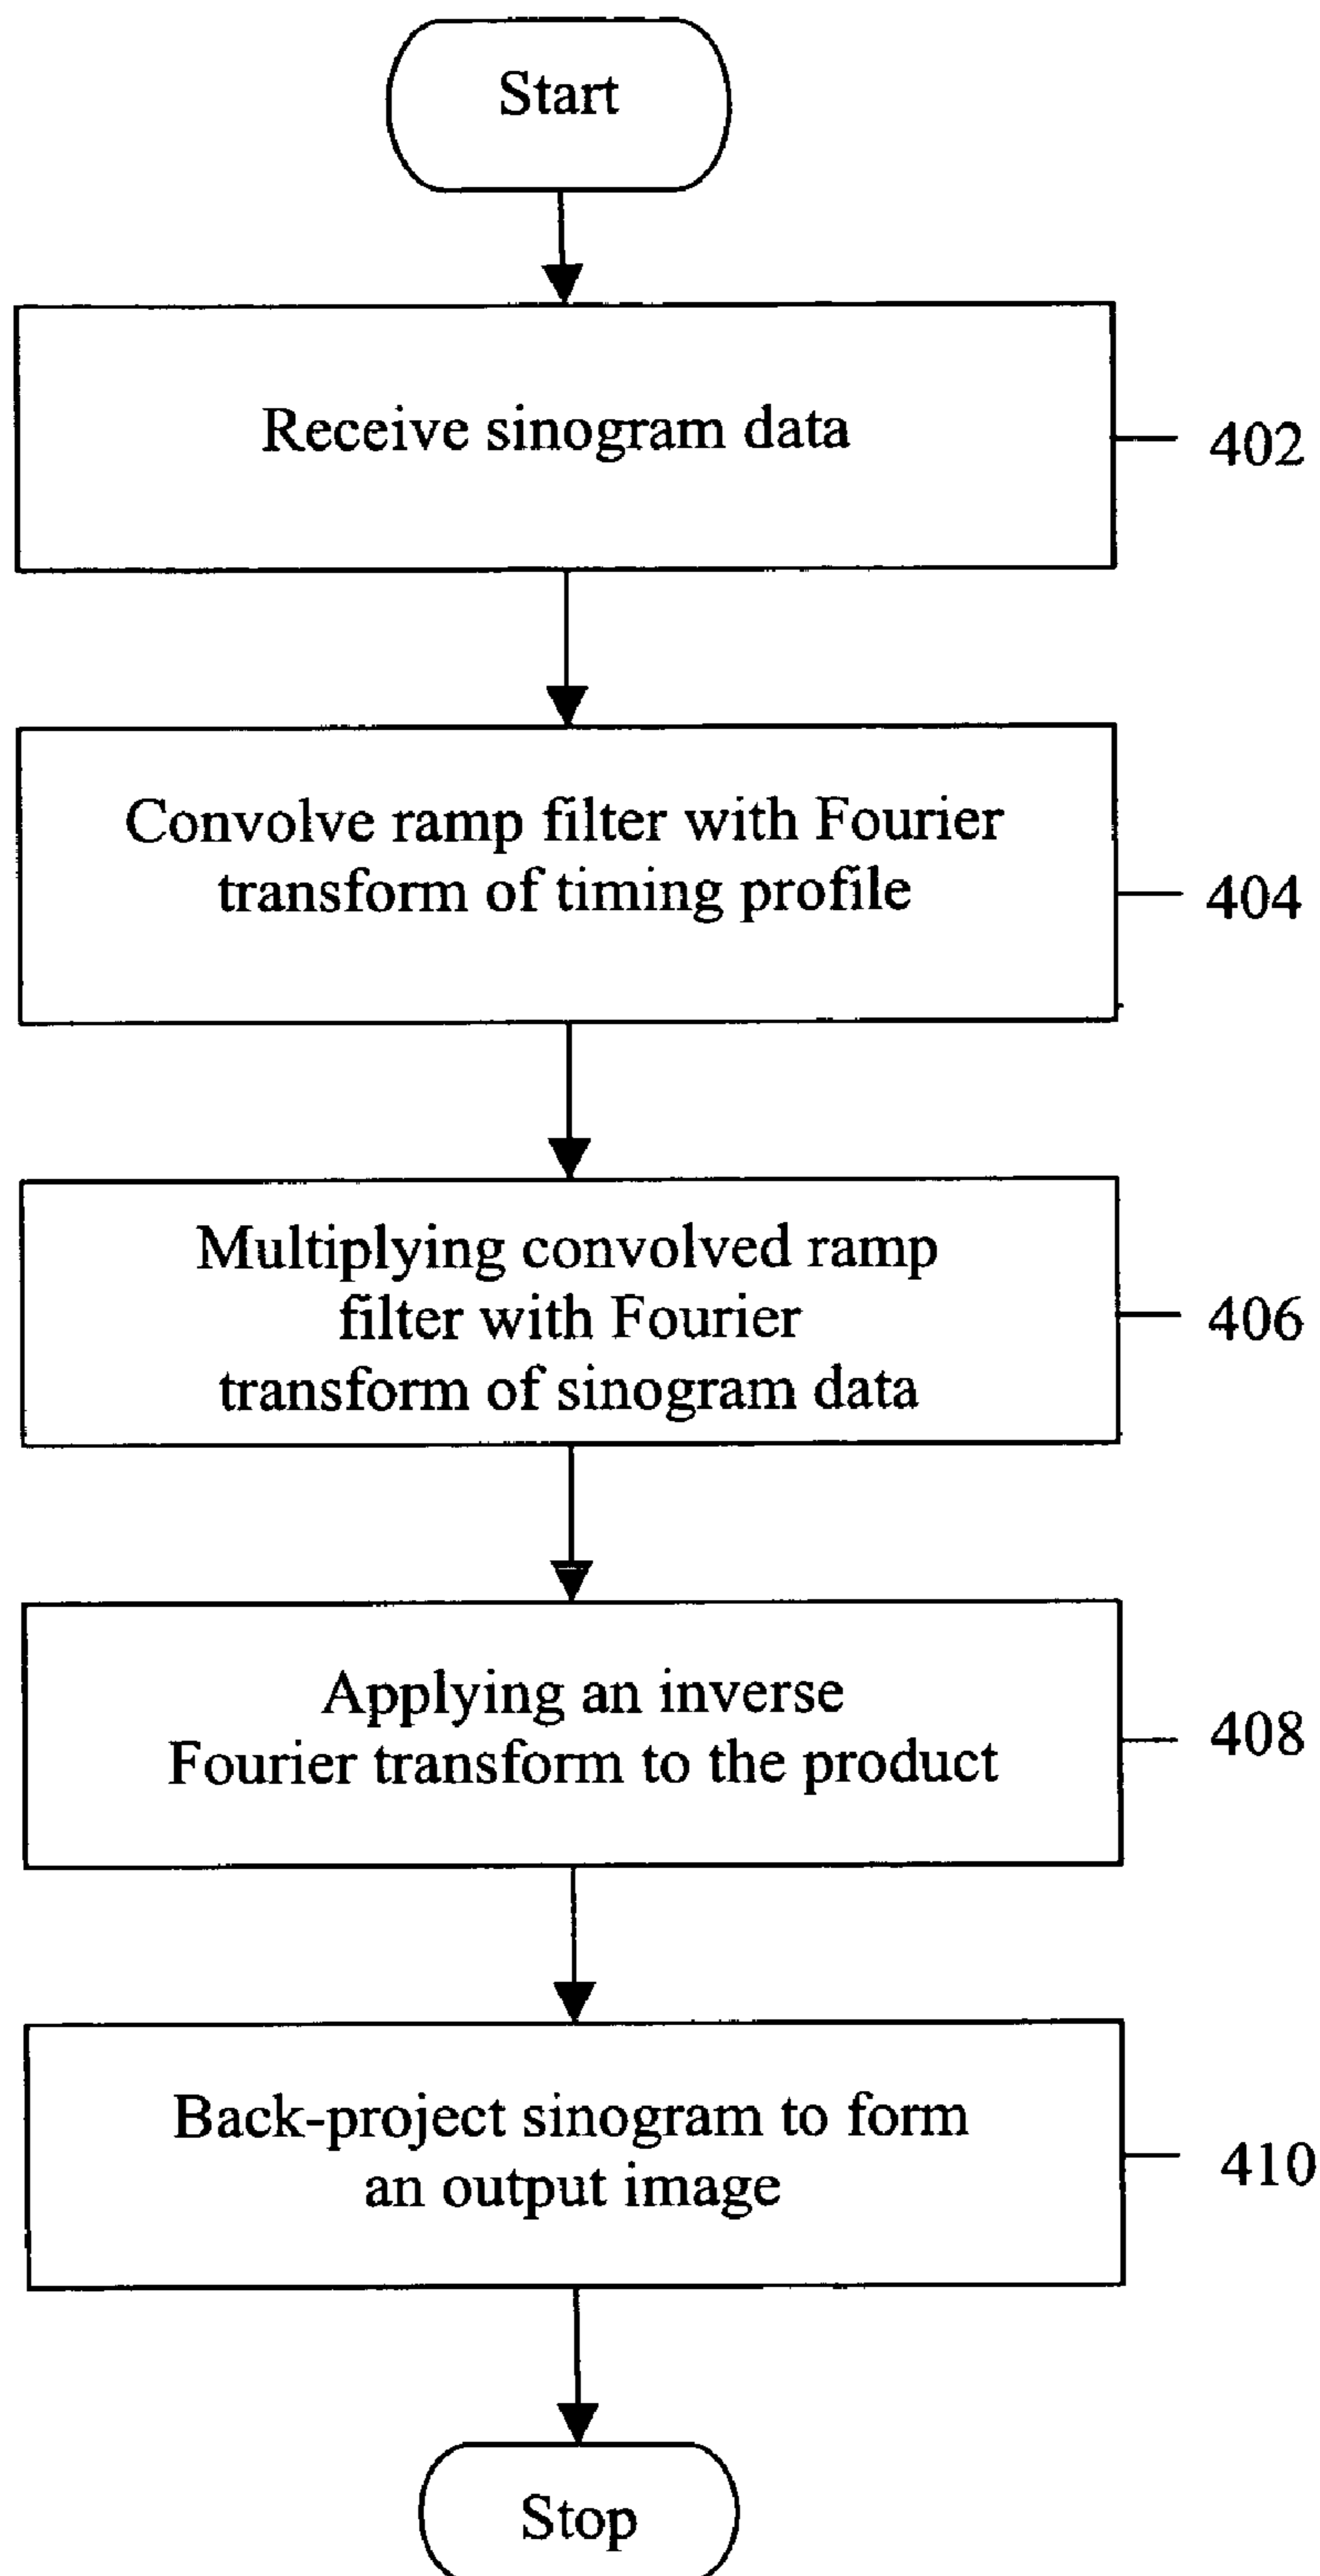 Start
Receive sinogram data
402
Convolve ramp filter with Fourier
transform of timing profile
404
Multiplying convolved ramp
filter with Fourier
transform of sinogram data
406
Applying an inverse
Fourier transform to the product
408
Back-project sinogram to form
an output image
410
Stop